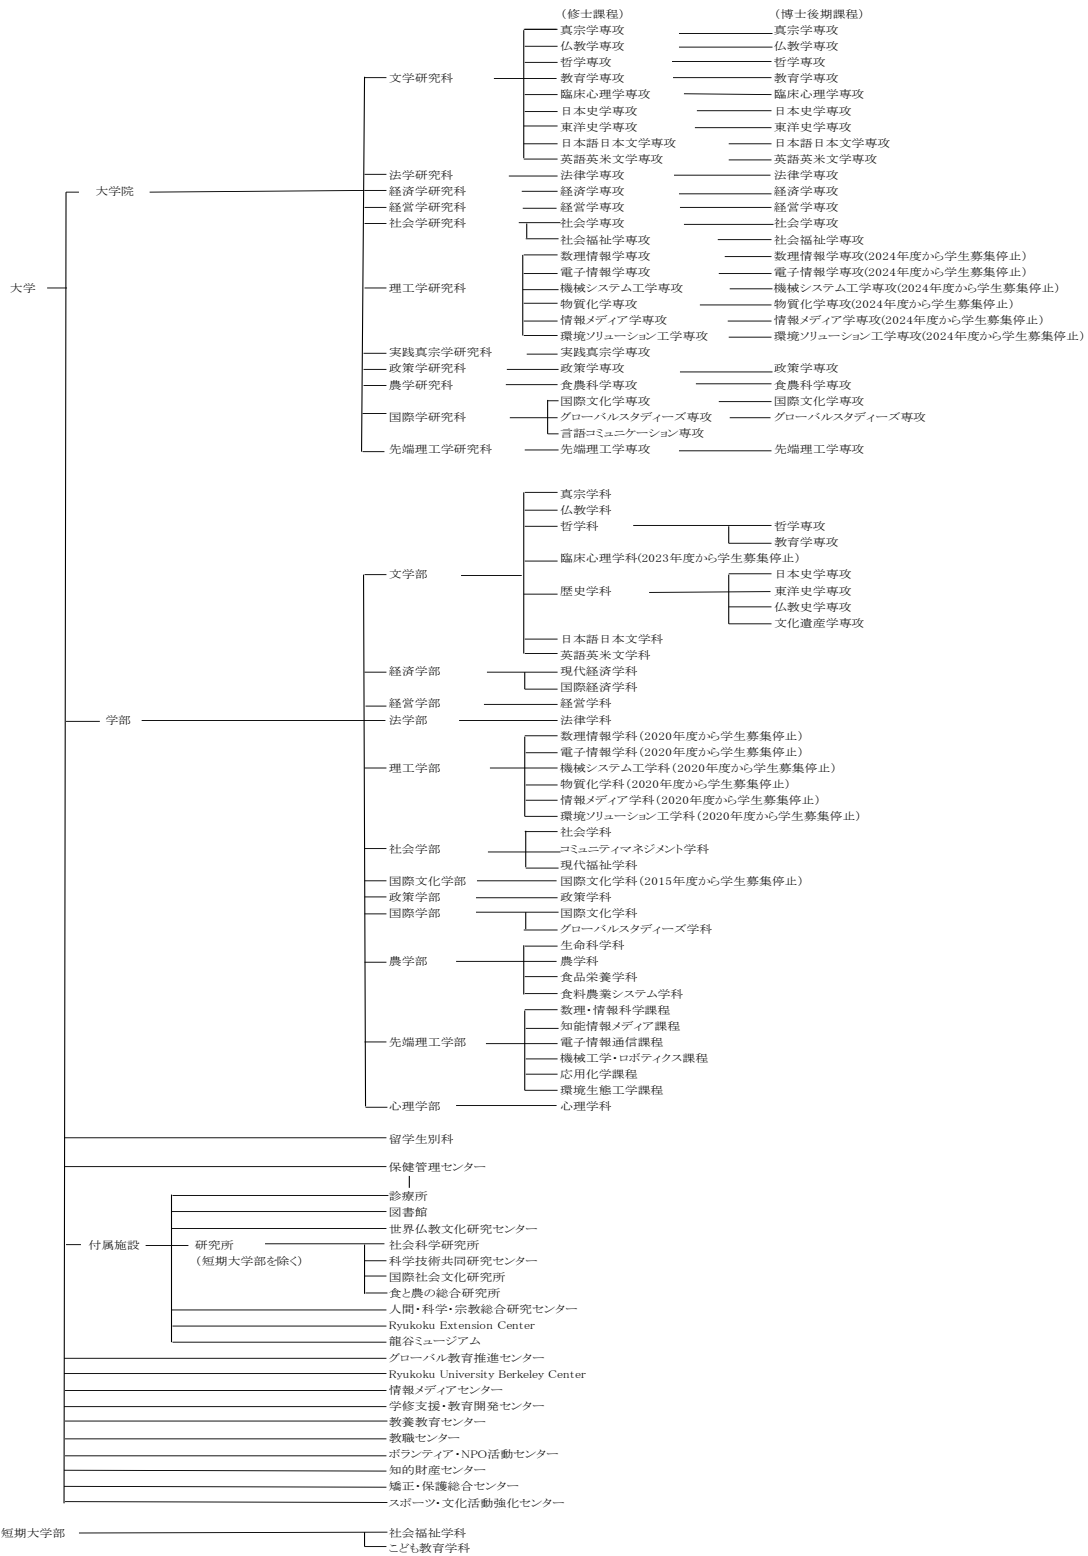 （修士課程） （博士後期課程）
真宗学専攻 真宗学専攻
仏教学専攻 仏教学専攻
哲学専攻 哲学専攻
文学研究科 教育学専攻 教育学専攻
臨床心理学専攻 臨床心理学専攻
日本史学専攻 日本史学専攻
東洋史学専攻 東洋史学専攻
日本語日本文学専攻 日本語日本文学専攻
英語英米文学専攻 英語英米文学専攻
法学研究科 法律学専攻 法律学専攻
大学院 経済学研究科 経済学専攻 経済学専攻
経営学研究科 経営学専攻 経営学専攻
社会学研究科 社会学専攻 社会学専攻
社会福祉学専攻 社会福祉学専攻
数理情報学専攻 数理情報学専攻(2024年度から学生募集停止)
電子情報学専攻 電子情報学専攻(2024年度から学生募集停止)
大学 理工学研究科 機械システム工学専攻 機械システム工学専攻(2024年度から学生募集停止)
物質化学専攻 物質化学専攻(2024年度から学生募集停止)
情報メディア学専攻 情報メディア学専攻(2024年度から学生募集停止)
環境ソリューション工学専攻 環境ソリューション工学専攻(2024年度から学生募集停止)
実践真宗学研究科 実践真宗学専攻
政策学研究科 政策学専攻 政策学専攻
農学研究科 食農科学専攻 食農科学専攻
国際文化学専攻 国際文化学専攻
国際学研究科 グローバルスタディーズ専攻 グローバルスタディーズ専攻
言語コミュニケーション専攻
先端理工学研究科 先端理工学専攻 先端理工学専攻
真宗学科
仏教学科
哲学科 哲学専攻
教育学専攻
臨床心理学科(2023年度から学生募集停止)
文学部 日本史学専攻
歴史学科 東洋史学専攻
仏教史学専攻
文化遺産学専攻
日本語日本文学科
英語英米文学科
経済学部 現代経済学科
国際経済学科
経営学部 経営学科
学部 法学部 法律学科
数理情報学科(2020年度から学生募集停止)
電子情報学科(2020年度から学生募集停止)
理工学部 機械システム工学科(2020年度から学生募集停止)
物質化学科(2020年度から学生募集停止)
情報メディア学科(2020年度から学生募集停止)
環境ソリューション工学科(2020年度から学生募集停止)
社会学科
社会学部 コミュニティマネジメント学科
現代福祉学科
国際文化学部 国際文化学科(2015年度から学生募集停止)
政策学部 政策学科
国際学部 国際文化学科
グローバルスタディーズ学科
生命科学科
農学部 農学科
食品栄養学科
食料農業システム学科
数理・情報科学課程
知能情報メディア課程
先端理工学部 電子情報通信課程
機械工学・ロボティクス課程
応用化学課程
環境生態工学課程
心理学部 心理学科
留学生別科
保健管理センター
診療所
図書館
世界仏教文化研究センター
付属施設 研究所 社会科学研究所
（短期大学部を除く） 科学技術共同研究センター
国際社会文化研究所
食と農の総合研究所
人間・科学・宗教総合研究センター
Ryukoku Extension Center
龍谷ミュージアム
グローバル教育推進センター
Ryukoku University Berkeley Center
情報メディアセンター
学修支援・教育開発センター
教養教育センター
教職センター
ボランティア・NPO活動センター
知的財産センター
矯正・保護総合センター
スポーツ・文化活動強化センター
短期大学部 社会福祉学科
こども教育学科